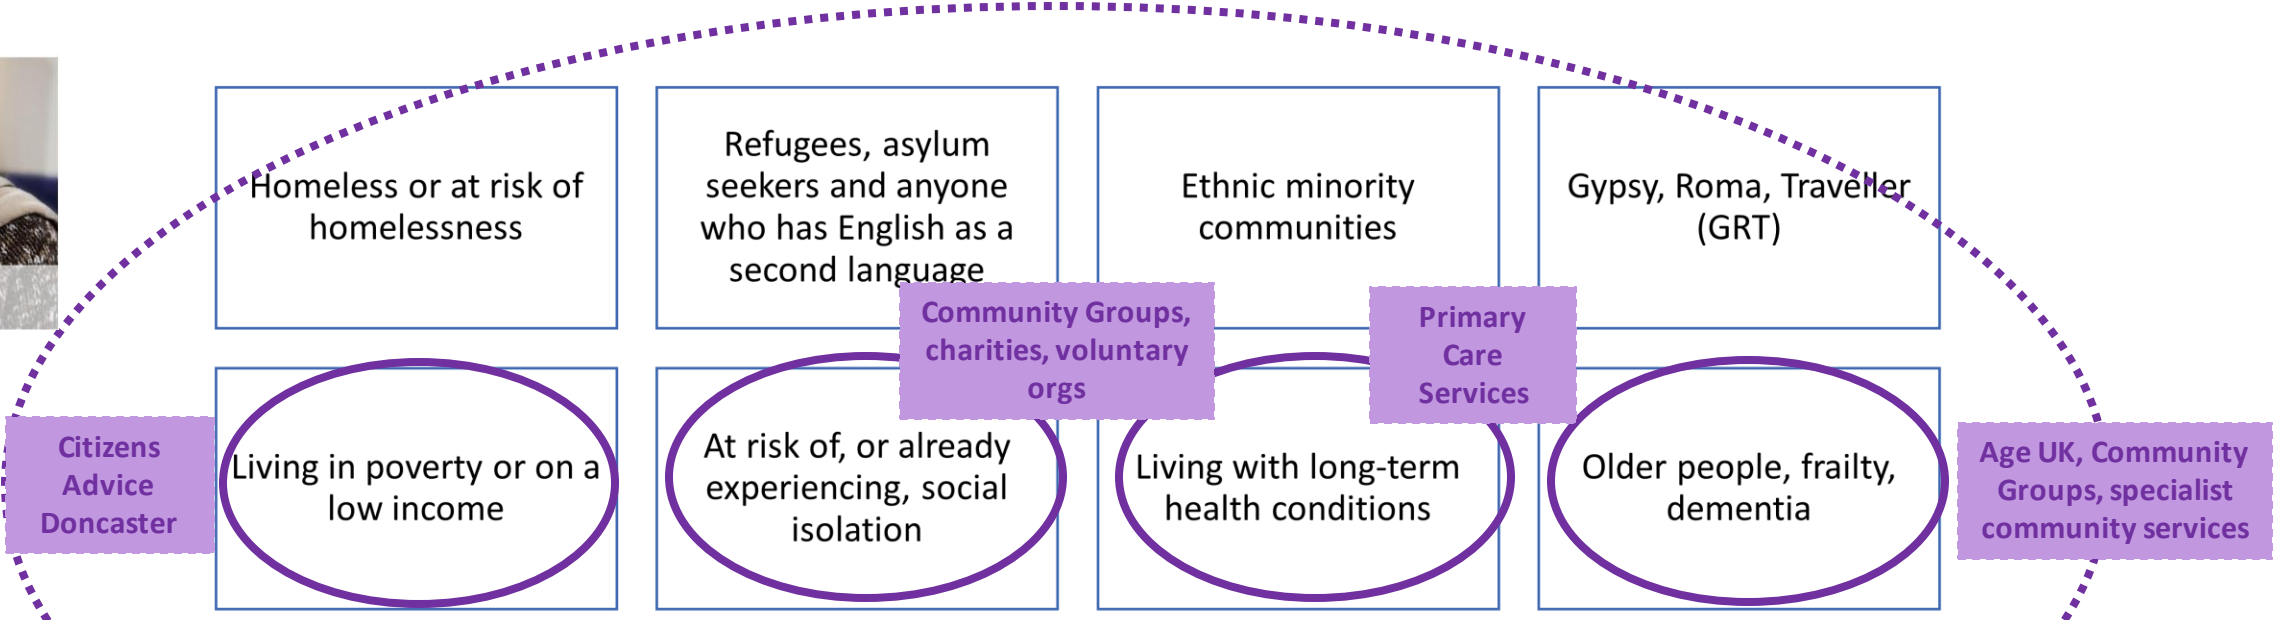 Homeless or at risk of
homelessness
Refugees, asylum
seekers and anyone
who has English as a
second language
Ethnic minority
communities
Gypsy, Roma, Traveller
(GRT)
Community Groups,
charities, voluntary
orgs
Primary
Care
Services
Citizens
Advice
Doncaster
Living in poverty or on a
low income
At risk of, or already
experiencing, social
isolation
Living with long-term
health conditions
Older people, frailty,
dementia
Age UK, Community
Groups, specialist
community services